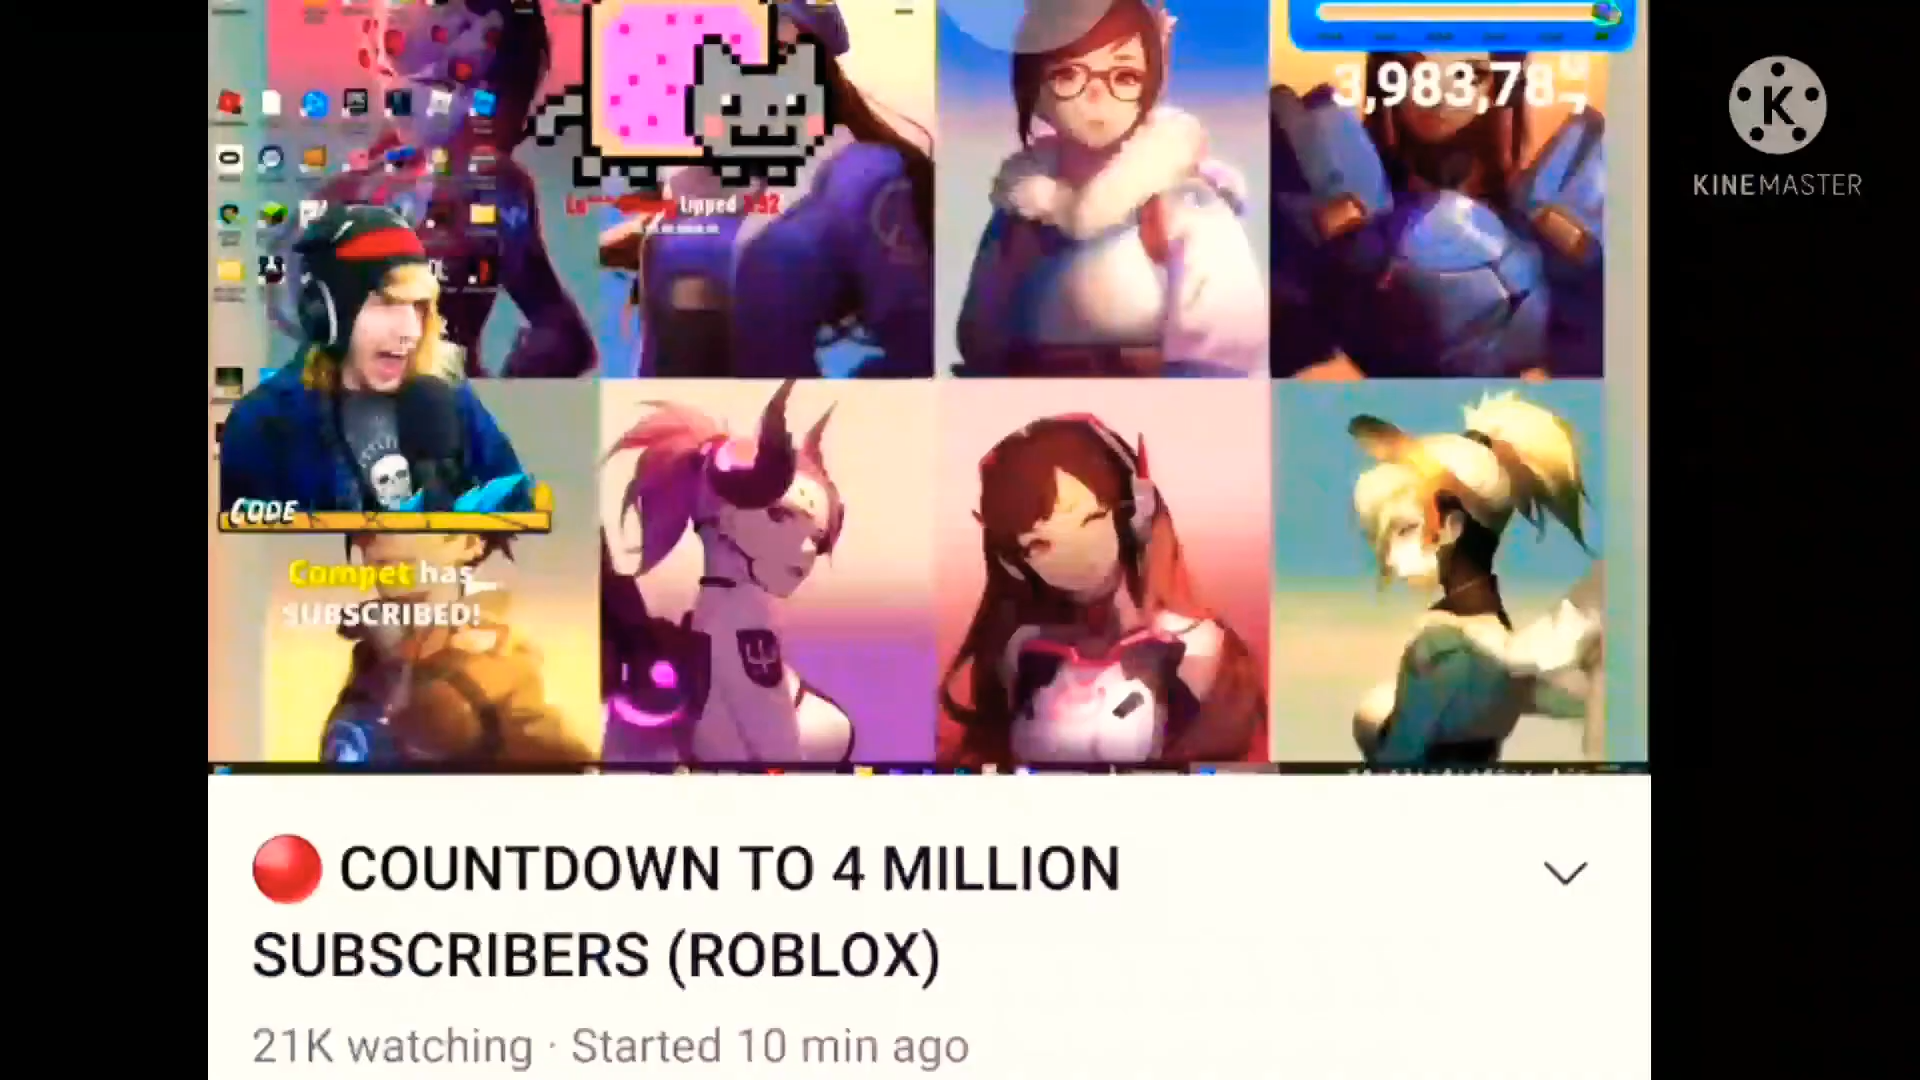 3,983,78
tipped
CODE
Compet has
SUBSCRIBED!
KINEMASTER
COUNTDOWN TO 4 MILLION
SUBSCRIBERS (ROBLOX)
21K watching · Started 10 min ago